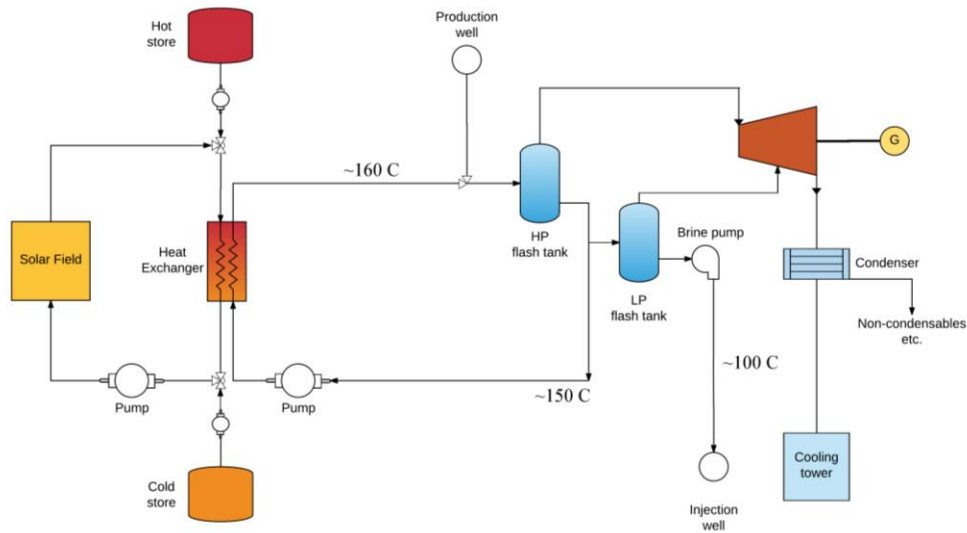 Hot
store
Production
well
~160 C
G
Solar Field
Heat
Exchanger
HP
flash tank
Brine pump
LP
flash tank
Condenser
Non-condensables
etc.
~100 C
Pump
Pump
~150 C
Cold
store
Cooling
tower
Injection
well